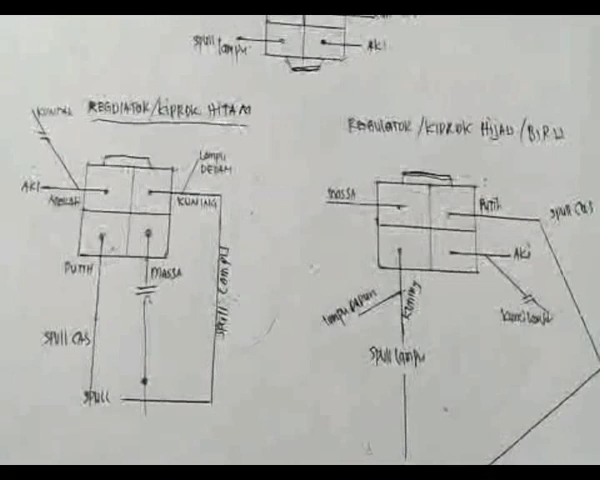 spull lampu
AKI
REGULATOR/KIPROK HITAM
REGULATOR/KIPROK HIJAU/BIRU
KUNTAK
Lampu
DEPAN
AKI
MERAH
KUNING
PUTIH
MASSA
SPULL CAS
SPULL LAMPU
SPULL
MASSA
PUTIH
SPULL CAS
AKI
lampu depan
kuning
kunci kontak
spull lampu